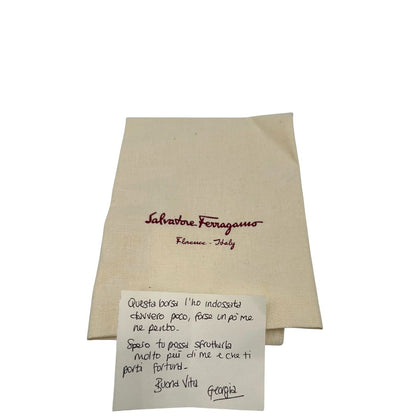 Salvatore Ferragamo
Florence - Italy
Questa borsa l'ho indossata
davvero poco, forse un po' me
ne pento.
Spero tu possa sfruttarla
molto più di me e che ti
porti fortuna.
Buona Vita
Georgia